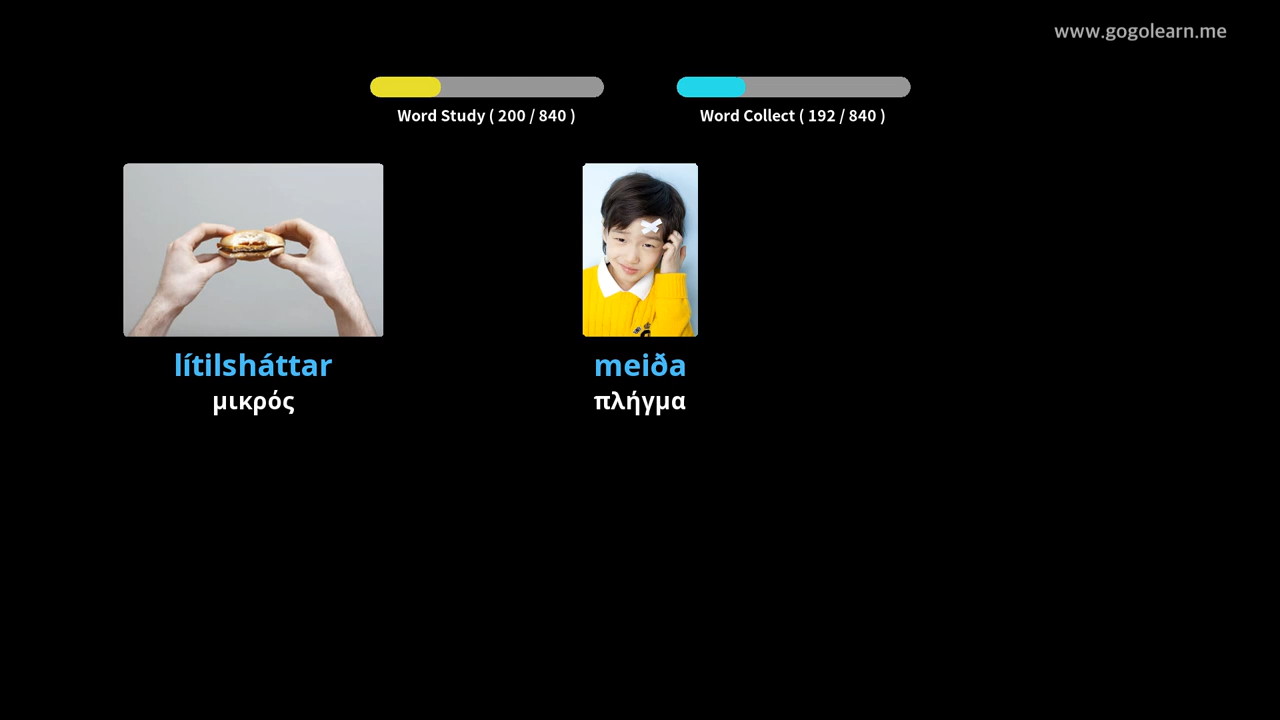 www.gogolearn.me
Word Study ( 200 / 840 )
Word Collect ( 192 / 840 )
lítilsháttar
μικρός
meiða
πλήγμα